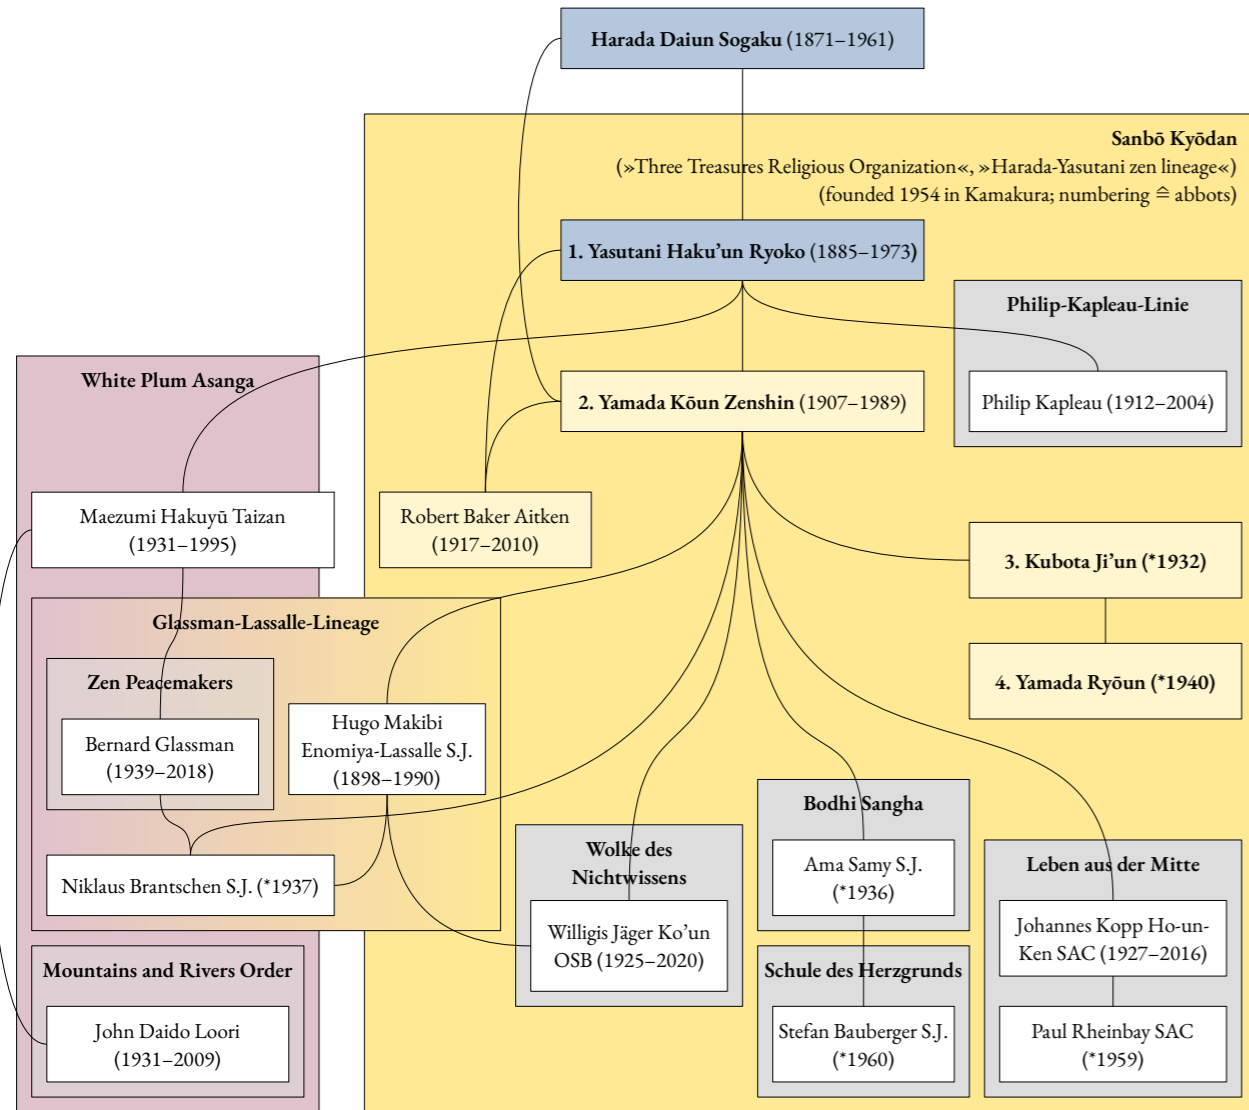 Harada Daiun Sogaku (1871–1961)
Sanbō Kyōdan
(»Three Treasures Religious Organization«, »Harada-Yasutani zen lineage«)
(founded 1954 in Kamakura; numbering ≙ abbots)
1. Yasutani Haku’un Ryoko (1885–1973)
Philip-Kapleau-Linie
Philip Kapleau (1912–2004)
White Plum Asanga
2. Yamada Kōun Zenshin (1907–1989)
Maezumi Hakuyū Taizan
(1931–1995)
Robert Baker Aitken
(1917–2010)
3. Kubota Ji’un (*1932)
4. Yamada Ryōun (*1940)
Glassman-Lassalle-Lineage
Zen Peacemakers
Bernard Glassman
(1939–2018)
Hugo Makibi
Enomiya-Lassalle S.J.
(1898–1990)
Niklaus Brantschen S.J. (*1937)
Wolke des
Nichtwissens
Willigis Jäger Ko’un
OSB (1925–2020)
Bodhi Sangha
Ama Samy S.J.
(*1936)
Schule des Herzgrunds
Stefan Bauberger S.J.
(*1960)
Leben aus der Mitte
Johannes Kopp Ho-un-
Ken SAC (1927–2016)
Paul Rheinbay SAC
(*1959)
Mountains and Rivers Order
John Daido Loori
(1931–2009)